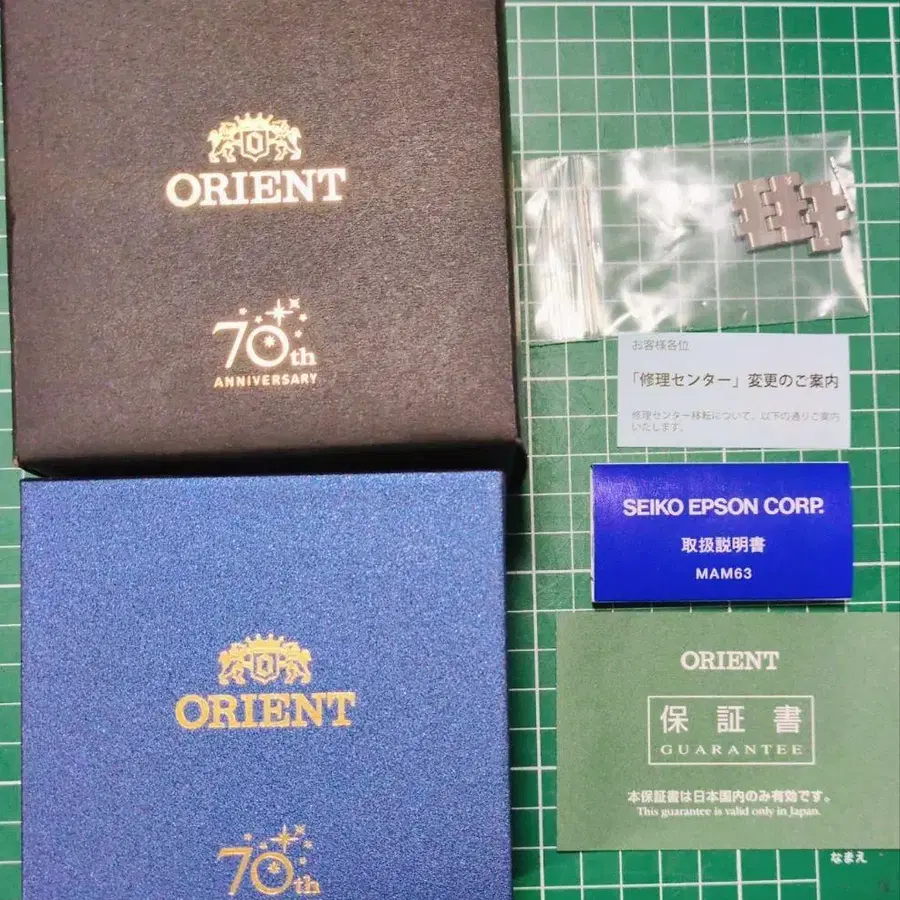 ORIENT
70th
ANNIVERSARY
お客様各位
「修理センター」変更のご案内
修理センター移転について、以下の通りご案内
いたします。
SEIKO EPSON CORP.
取扱説明書
MAM63
ORIENT
70th
ORIENT
保証書
GUARANTEE
本保証書は日本国内のみ有効です。
This guarantee is valid only in Japan.
なまえ